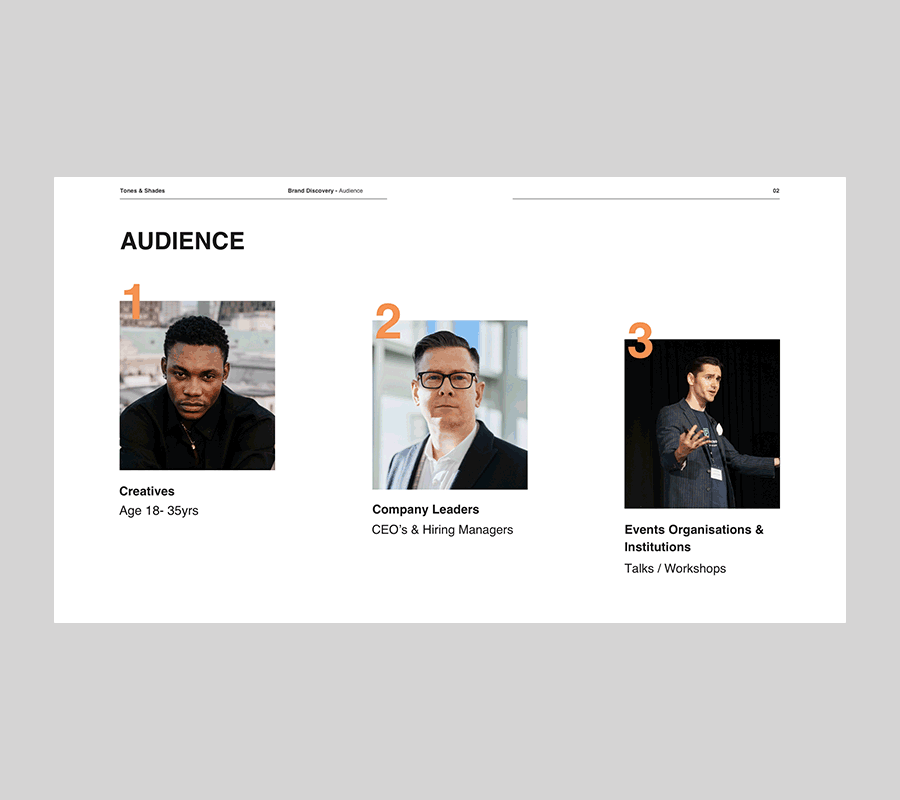 Tones & Shades
Brand Discovery - Audience
02
AUDIENCE
1
Creatives
Age 18- 35yrs
2
Company Leaders
CEO’s & Hiring Managers
3
Events Organisations &
Institutions
Talks / Workshops